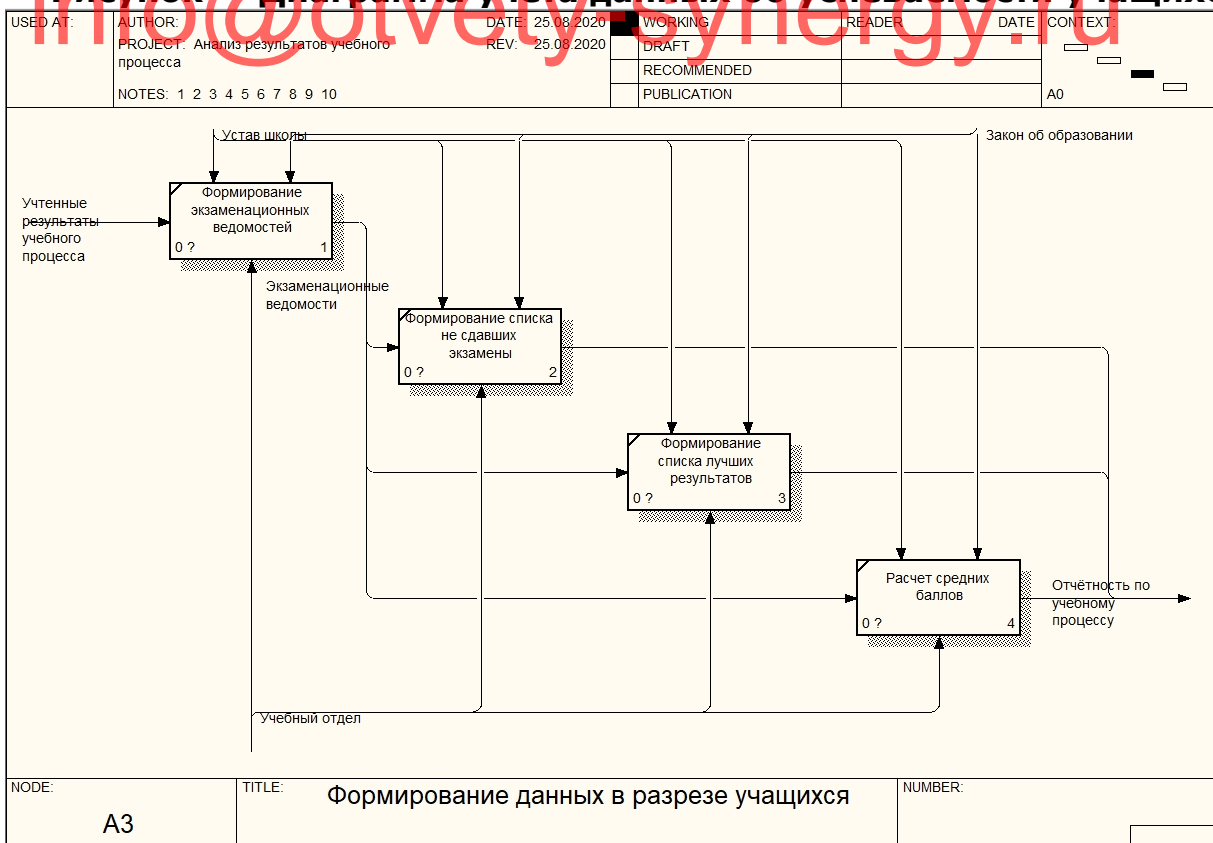 info@otvety-synergy.ru
USED AT:
AUTHOR:
DATE: 25.08.2020
WORKING
READER
DATE
CONTEXT:
PROJECT: Анализ результатов учебного
процесса
REV: 25.08.2020
DRAFT
RECOMMENDED
NOTES: 1 2 3 4 5 6 7 8 9 10
PUBLICATION
A0
Устав школы
Закон об образовании
Учтенные
результаты
учебного
процесса
Формирование
экзаменационных
ведомостей
0 ?
1
Экзаменационные
ведомости
Формирование списка
не сдавших
экзамены
0 ?
2
Формирование
списка лучших
результатов
0 ?
3
Расчет средних
баллов
0 ?
4
Отчётность по
учебному
процессу
Учебный отдел
NODE:
A3
TITLE:
Формирование данных в разрезе учащихся
NUMBER: